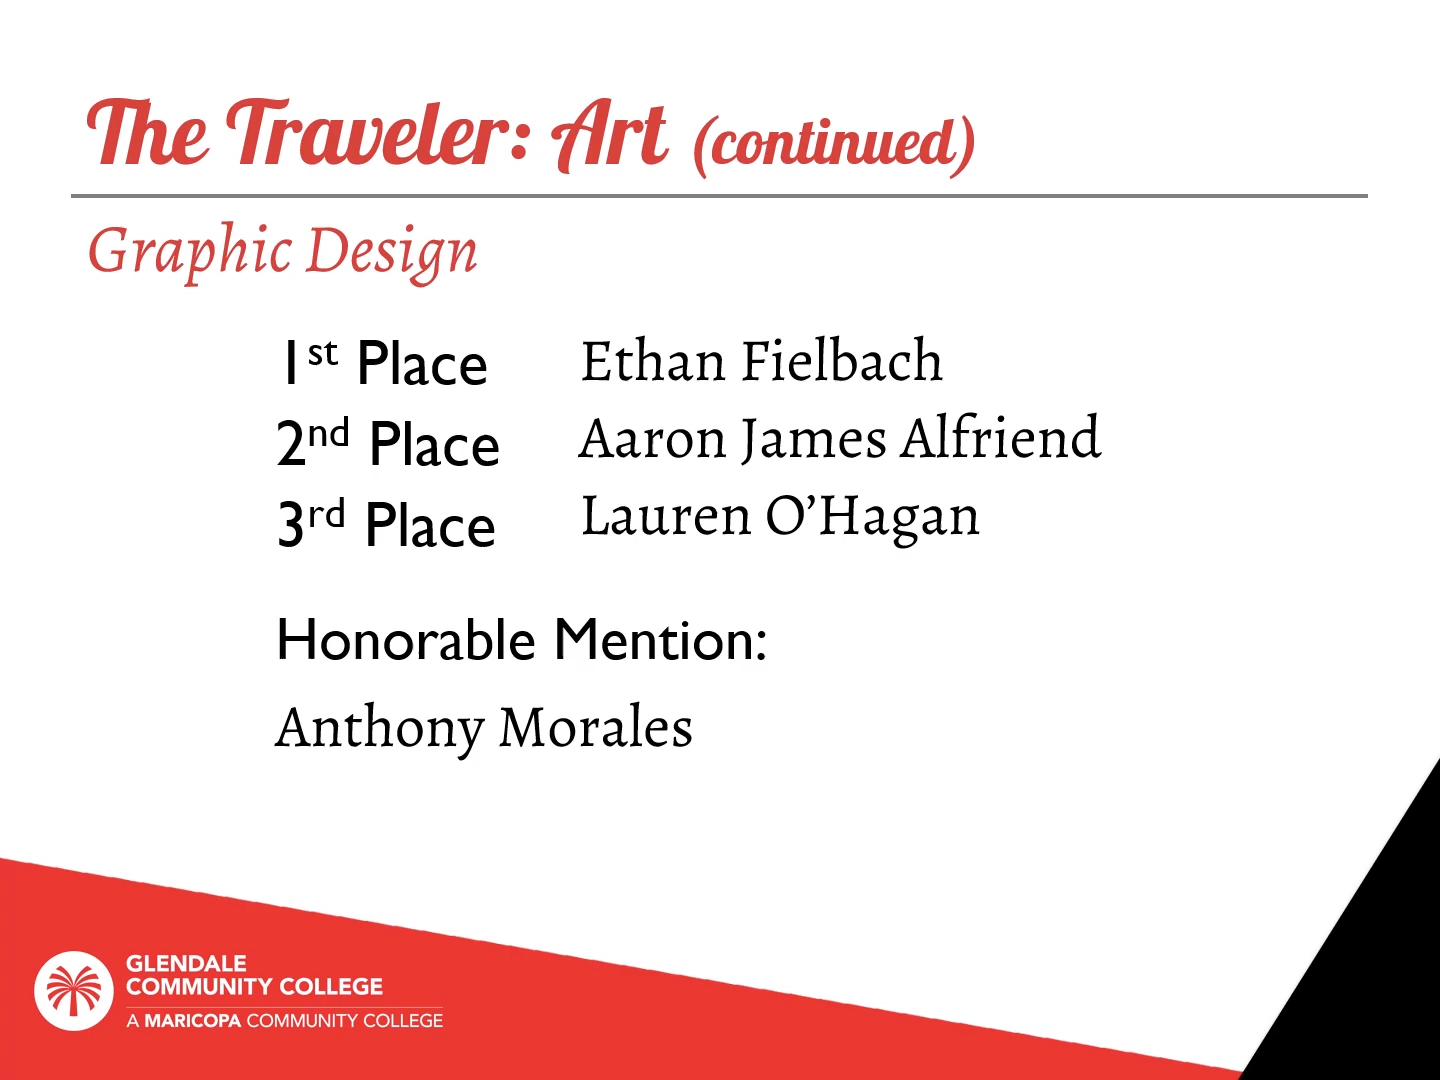 The Traveler: Art (continued)
Graphic Design
1st Place Ethan Fielbach
2nd Place Aaron James Alfriend
3rd Place Lauren O’Hagan
Honorable Mention:
Anthony Morales
GLENDALE
COMMUNITY COLLEGE
A MARICOPA COMMUNITY COLLEGE